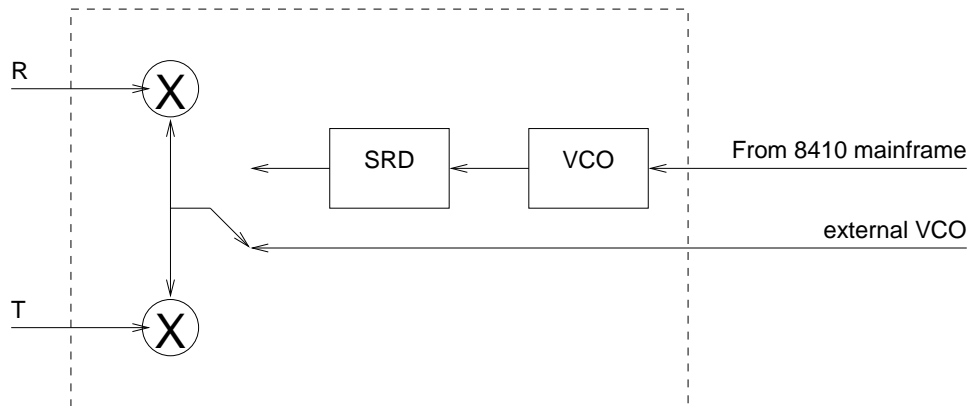 R
X
SRD
VCO
From 8410 mainframe
external VCO
T
X